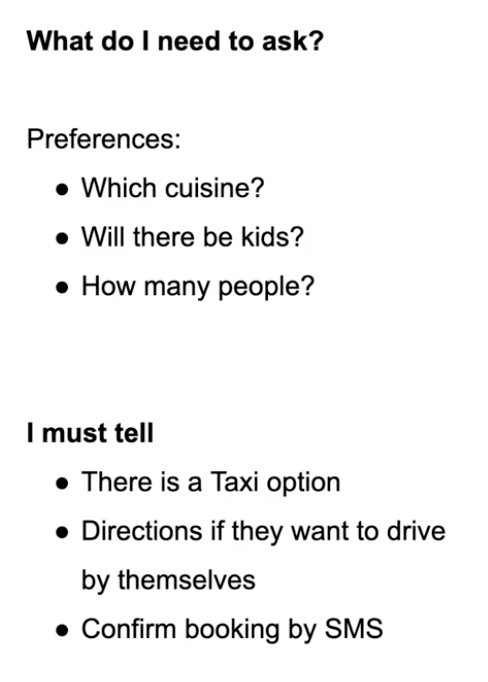 What do I need to ask?
Preferences:
● Which cuisine?
● Will there be kids?
● How many people?
I must tell
● There is a Taxi option
● Directions if they want to drive
by themselves
● Confirm booking by SMS